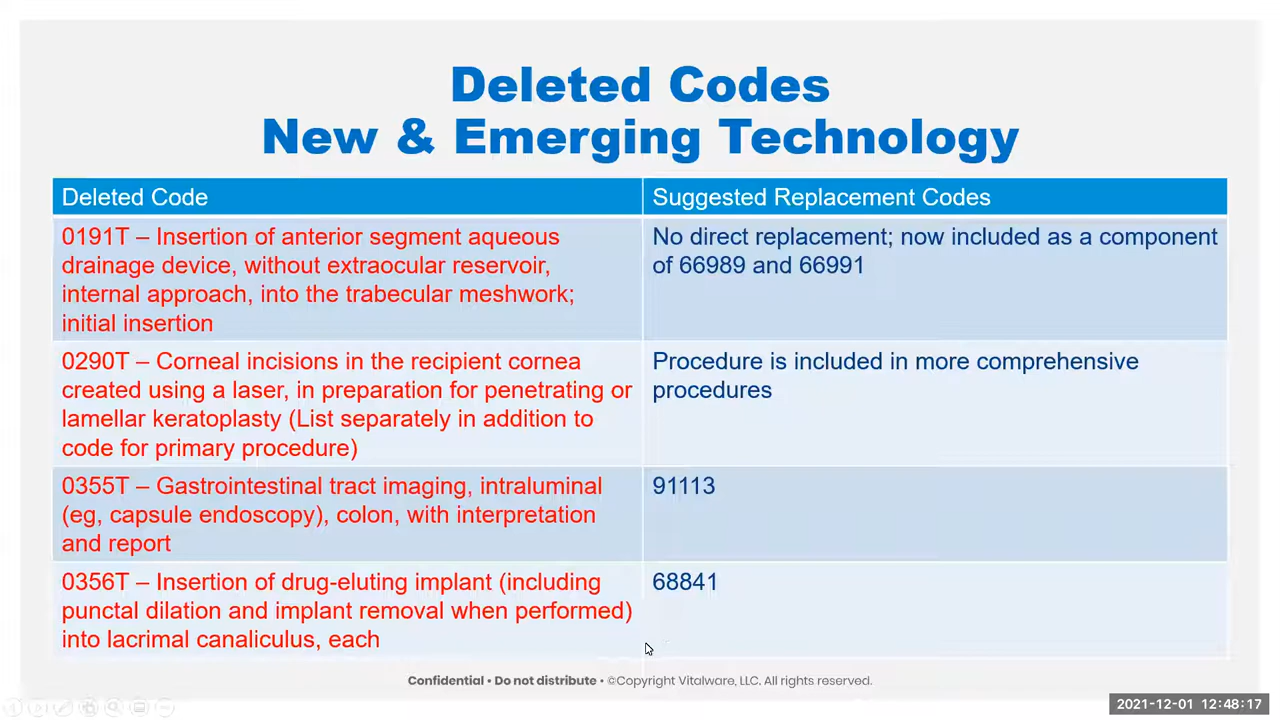 Deleted Codes
New & Emerging Technology
Deleted Code
Suggested Replacement Codes
0191T – Insertion of anterior segment aqueous
drainage device, without extraocular reservoir,
internal approach, into the trabecular meshwork;
initial insertion
No direct replacement; now included as a component
of 66989 and 66991
0290T – Corneal incisions in the recipient cornea
created using a laser, in preparation for penetrating or
lamellar keratoplasty (List separately in addition to
code for primary procedure)
Procedure is included in more comprehensive
procedures
0355T – Gastrointestinal tract imaging, intraluminal
(eg, capsule endoscopy), colon, with interpretation
and report
91113
0356T – Insertion of drug-eluting implant (including
punctal dilation and implant removal when performed)
into lacrimal canaliculus, each
68841
Confidential • Do not distribute • ©Copyright Vitalware, LLC. All rights reserved.
2021-12-01 12:48:17